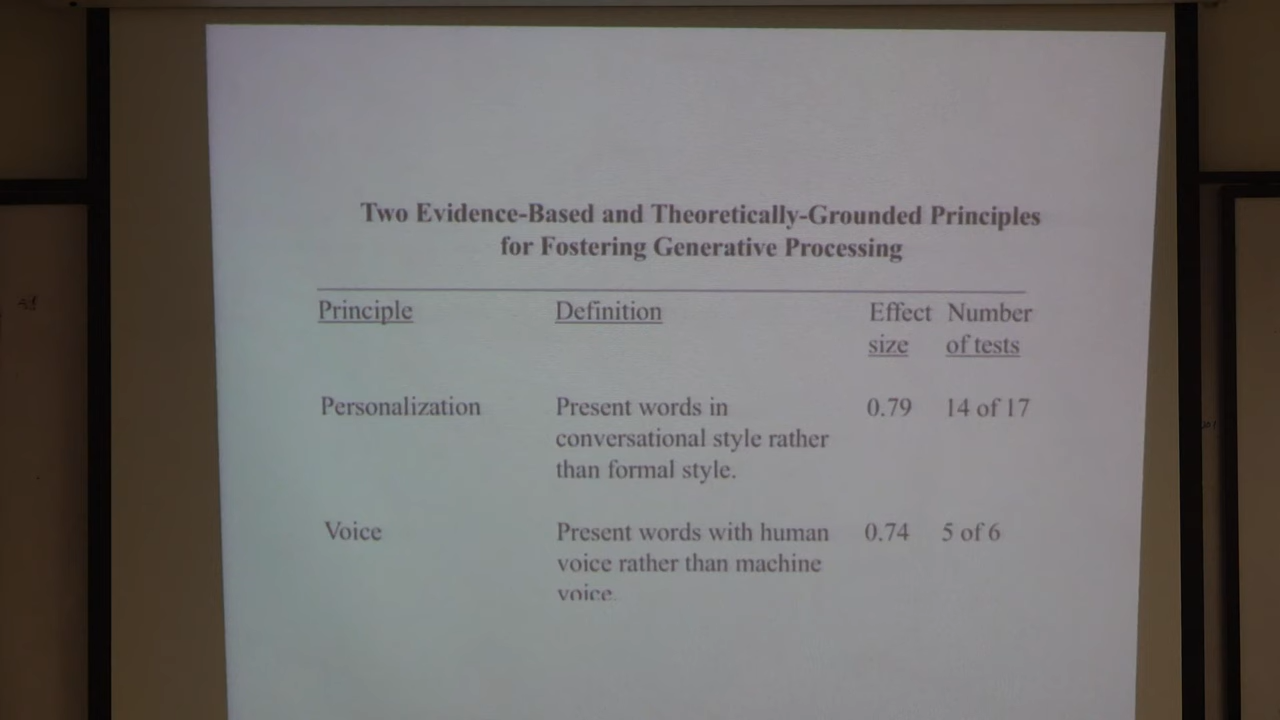 Two Evidence-Based and Theoretically-Grounded Principles
for Fostering Generative Processing
Principle Definition Effect size Number of tests
Personalization Present words in conversational style rather than formal style. 0.79 14 of 17
Voice Present words with human voice rather than machine voice. 0.74 5 of 6